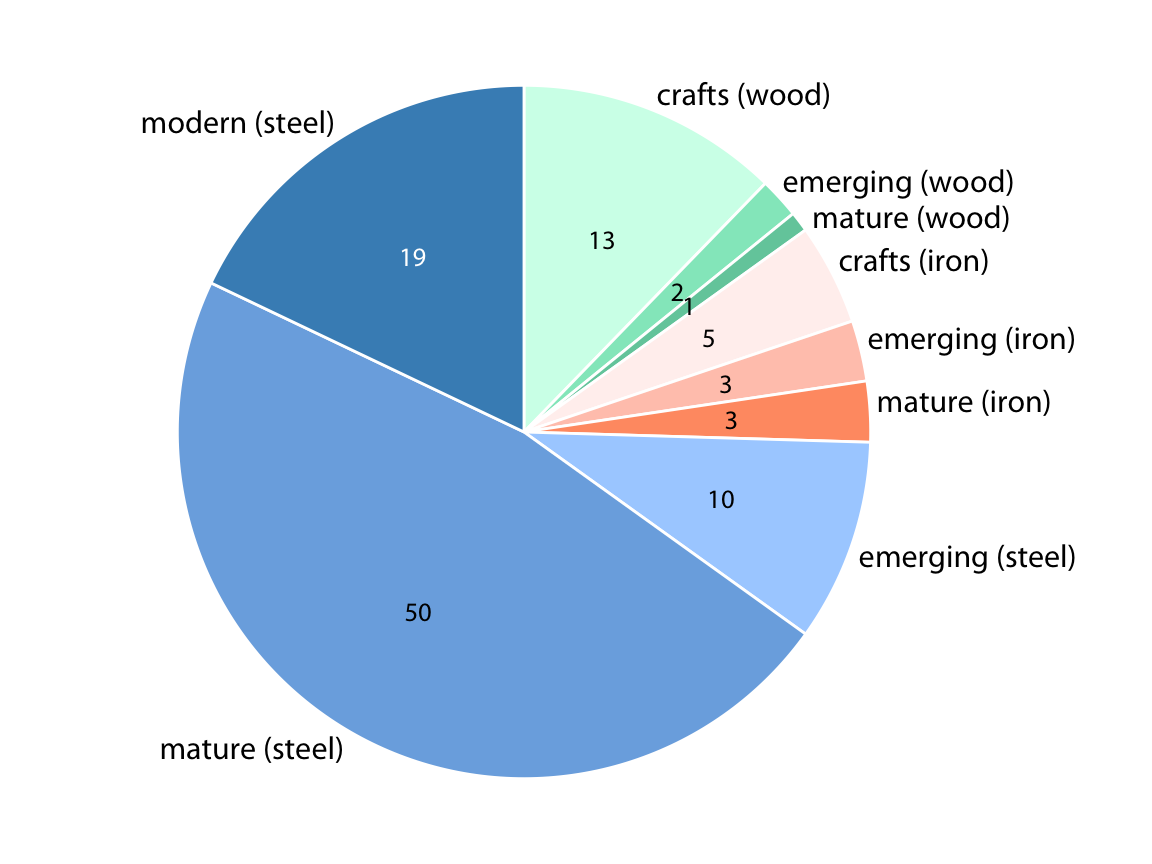 crafts (wood)
modern (steel)
emerging (wood)
mature (wood)
13
19
crafts (iron)
2
1
5
emerging (iron)
3
mature (iron)
3
10
emerging (steel)
50
mature (steel)